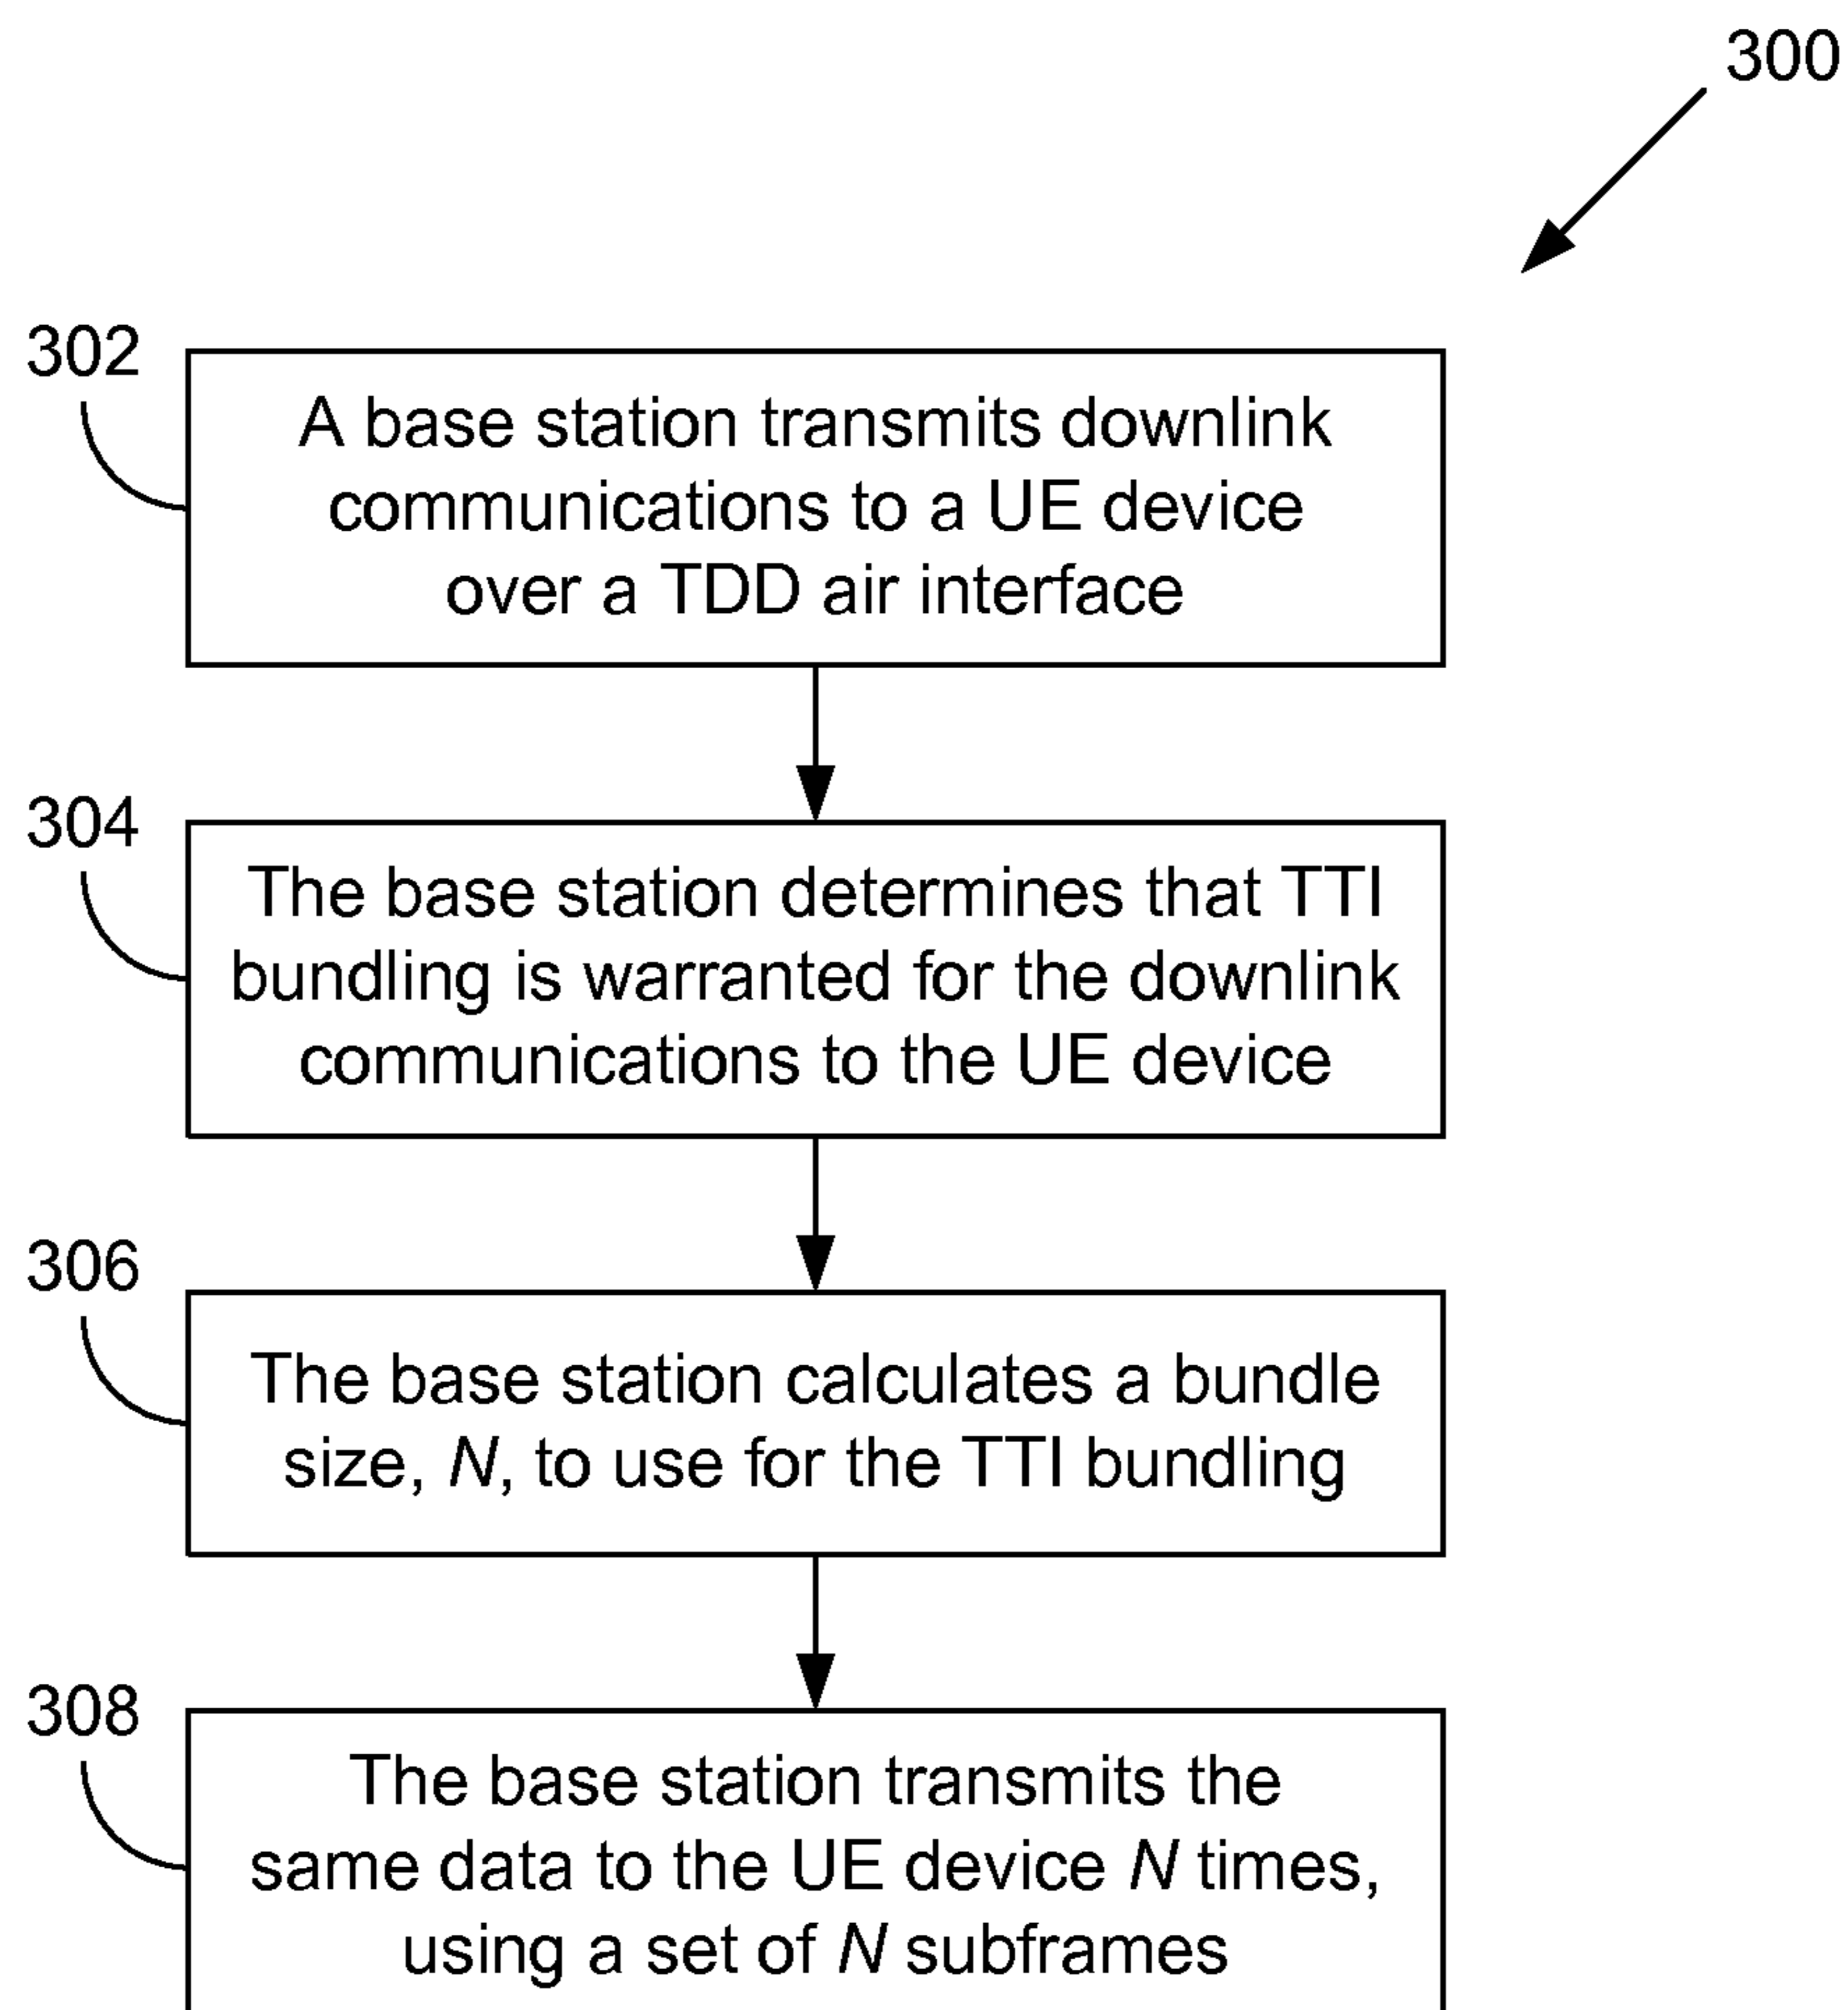 300
302
A base station transmits downlink
communications to a UE device
over a TDD air interface
304
The base station determines that TTI
bundling is warranted for the downlink
communications to the UE device
306
The base station calculates a bundle
size, N, to use for the TTI bundling
308
The base station transmits the
same data to the UE device N times,
using a set of N subframes